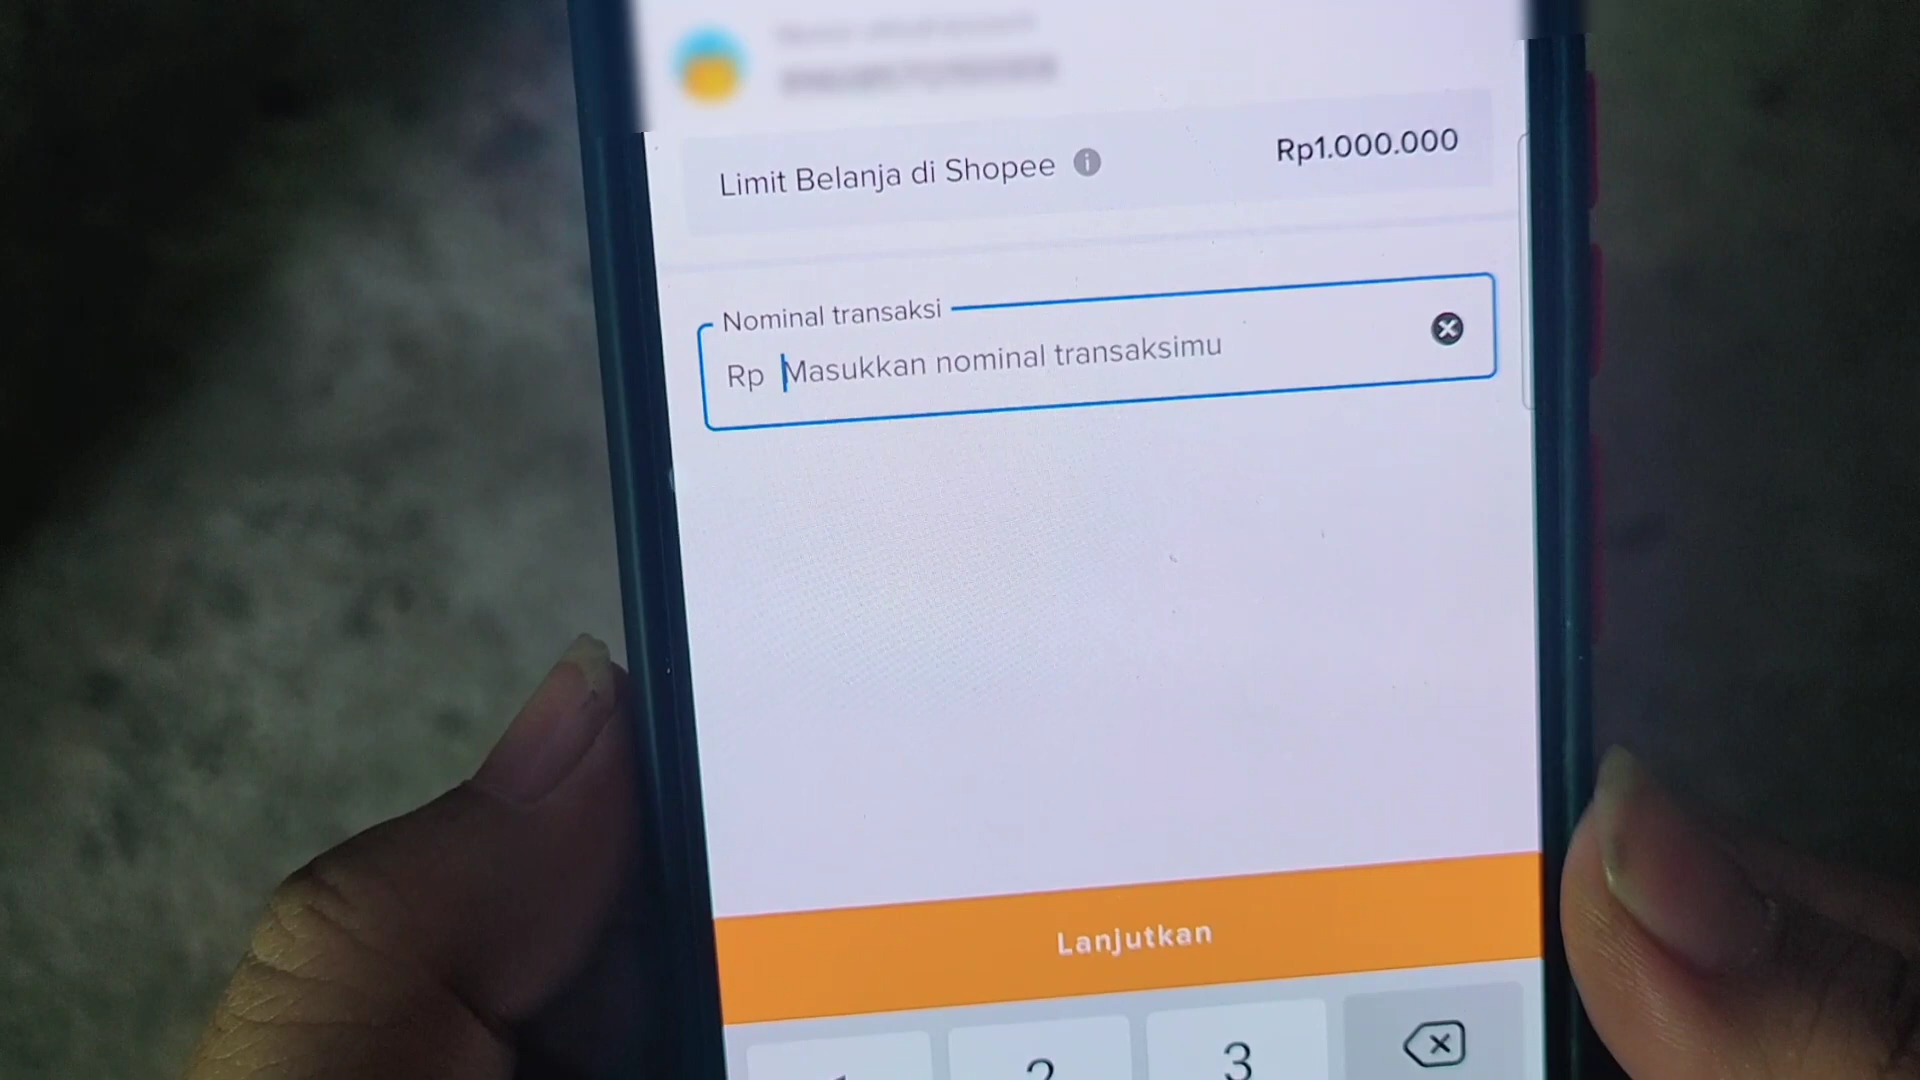 Limit Belanja di Shopee
Rp1.000.000
Nominal transaksi
Rp Masukkan nominal transaksimu
Lanjutkan
2
3